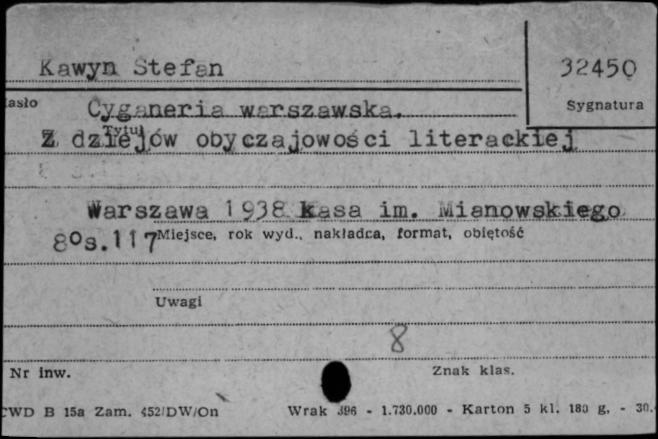 Kawyn Stefan
32450
asło
Cyganeria warszawska.
Sygnatura
Tytuł
Z dziejów obyczajowości literackiej
Warszawa 1938 Kasa im. Mianowskiego
8°s.117
Miejsce, rok wyd., nakładca, format, objętość
Uwagi
8
Nr inw.
Znak klas.
CWD B 15a Zam. 452/DW/On Wrak 396 - 1.730.000 - Karton 5 kl. 180 g. - 30.